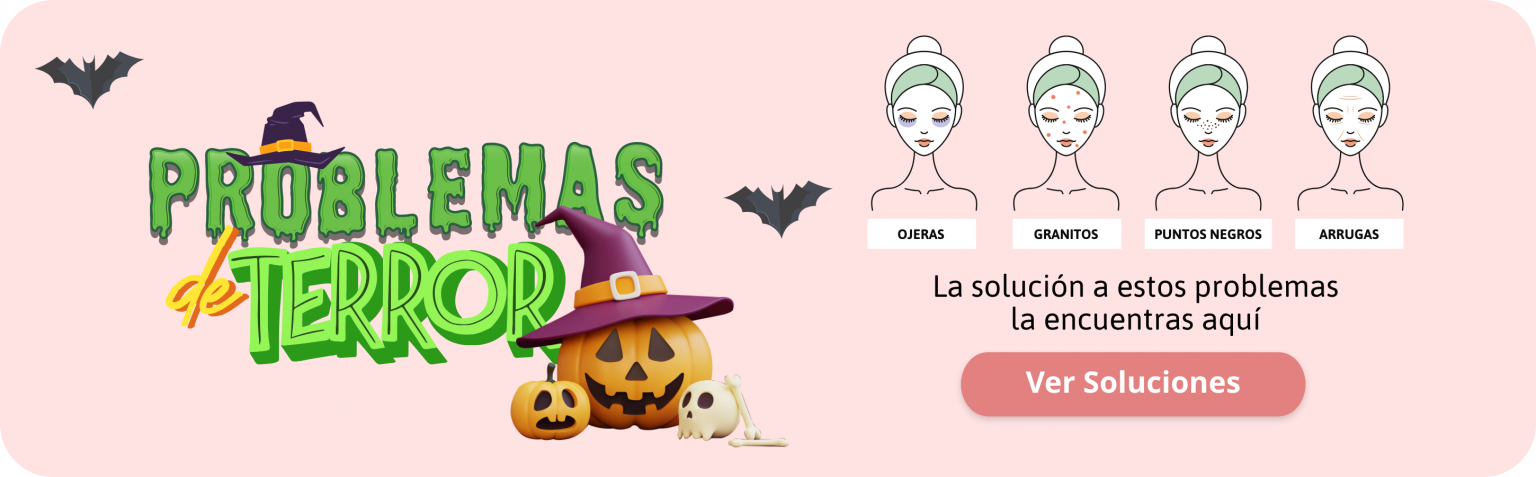 PROBLEMAS
de TERROR
OJERAS
GRANITOS
PUNTOS NEGROS
ARRUGAS
La solución a estos problemas
la encuentras aquí
Ver Soluciones